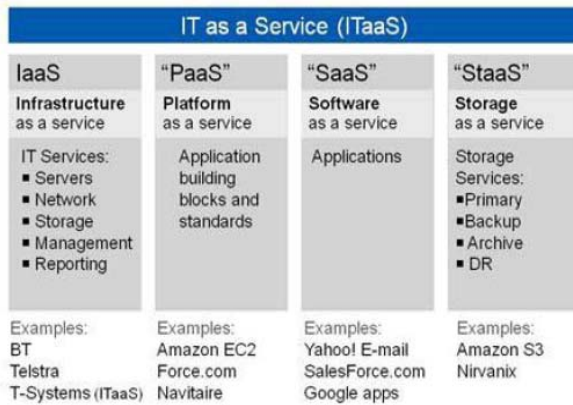 IT as a Service (ITaaS)
IaaS
Infrastructure
as a service
IT Services:
▪ Servers
▪ Network
▪ Storage
▪ Management
▪ Reporting
Examples:
BT
Telstra
T-Systems (ITaaS)
“PaaS”
Platform
as a service
Application
building
blocks and
standards
Examples:
Amazon EC2
Force.com
Navitaire
“SaaS”
Software
as a service
Applications
Examples:
Yahoo! E-mail
SalesForce.com
Google apps
“StaaS”
Storage
as a service
Storage
Services:
▪Primary
▪Backup
▪Archive
▪ DR
Examples:
Amazon S3
Nirvanix